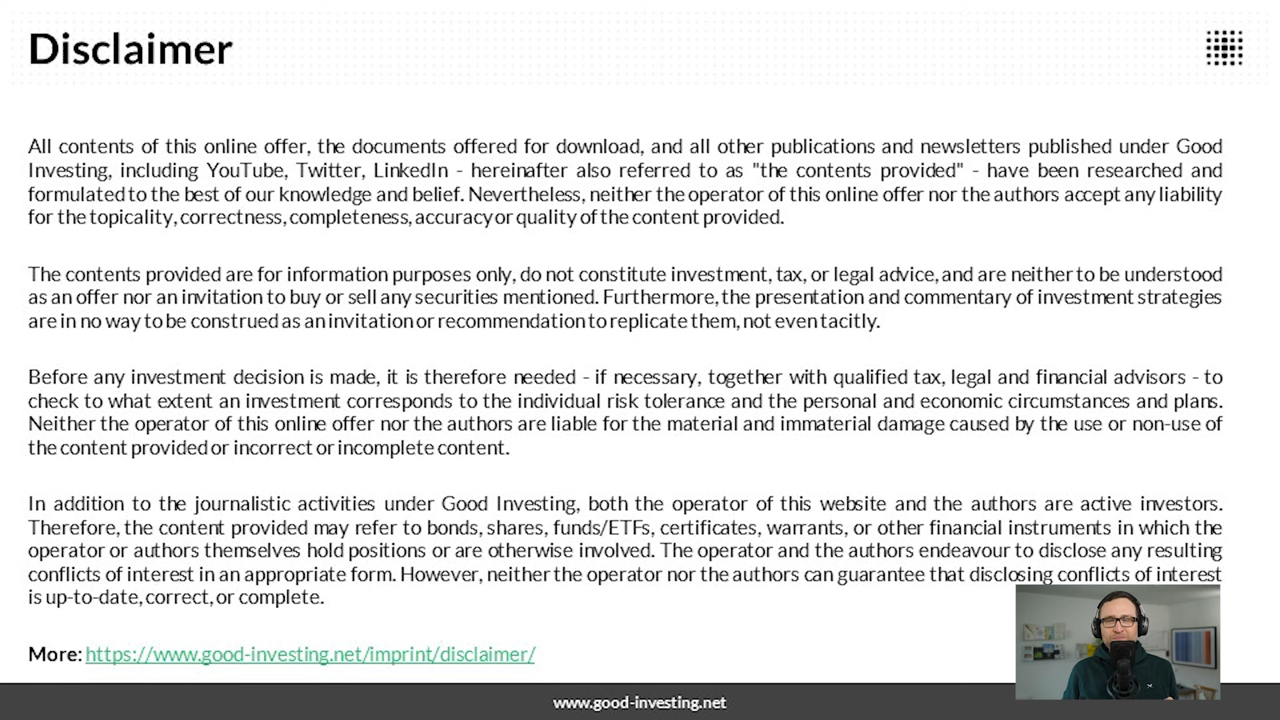 Disclaimer
All contents of this online offer, the documents offered for download, and all other publications and newsletters published under Good
Investing, including YouTube, Twitter, LinkedIn - hereinafter also referred to as "the contents provided" - have been researched and
formulated to the best of our knowledge and belief. Nevertheless, neither the operator of this online offer nor the authors accept any liability
for the topicality, correctness, completeness, accuracy or quality of the content provided.
The contents provided are for information purposes only, do not constitute investment, tax, or legal advice, and are neither to be understood
as an offer nor an invitation to buy or sell any securities mentioned. Furthermore, the presentation and commentary of investment strategies
are in no way to be construed as an invitation or recommendation to replicate them, not even tacitly.
Before any investment decision is made, it is therefore needed - if necessary, together with qualified tax, legal and financial advisors - to
check to what extent an investment corresponds to the individual risk tolerance and the personal and economic circumstances and plans.
Neither the operator of this online offer nor the authors are liable for the material and immaterial damage caused by the use or non-use of
the content provided or incorrect or incomplete content.
In addition to the journalistic activities under Good Investing, both the operator of this website and the authors are active investors.
Therefore, the content provided may refer to bonds, shares, funds/ETFs, certificates, warrants, or other financial instruments in which the
operator or authors themselves hold positions or are otherwise involved. The operator and the authors endeavour to disclose any resulting
conflicts of interest in an appropriate form. However, neither the operator nor the authors can guarantee that disclosing conflicts of interest
is up-to-date, correct, or complete.
More: https://www.good-investing.net/imprint/disclaimer/
www.good-investing.net